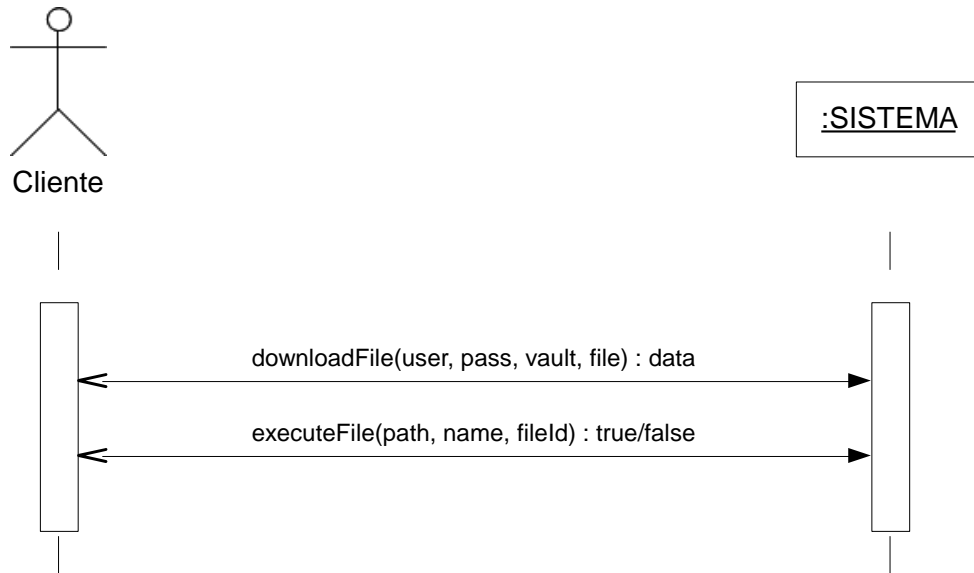 :SISTEMA
Cliente
downloadFile(user, pass, vault, file) : data
executeFile(path, name, fileId) : true/false